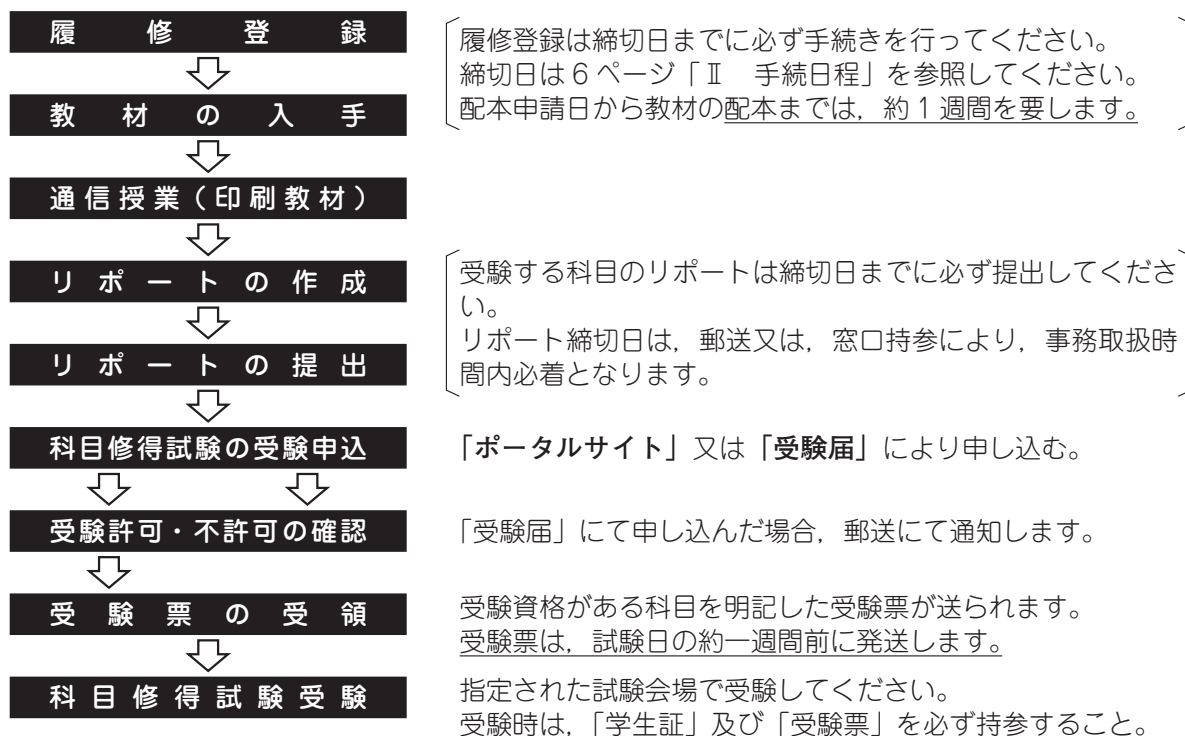 履修登録
履修登録は締切日までに必ず手続きを行ってください。
締切日は6ページ「Ⅱ　手続日程」を参照してください。
教材の入手
配本申請日から教材の配本までは，約1週間を要します。
通信授業（印刷教材）
リポートの作成
受験する科目のリポートは締切日までに必ず提出してくださ
い。
リポートの提出
リポート締切日は，郵送又は，窓口持参により，事務取扱時
間内必着となります。
科目修得試験の受験申込
「ポータルサイト」又は「受験届」により申し込む。
受験許可・不許可の確認
「受験届」にて申し込んだ場合，郵送にて通知します。
受験票の受領
受験資格がある科目を明記した受験票が送られます。
受験票は，試験日の約一週間前に発送します。
科目修得試験受験
指定された試験会場で受験してください。
受験時は，「学生証」及び「受験票」を必ず持参すること。